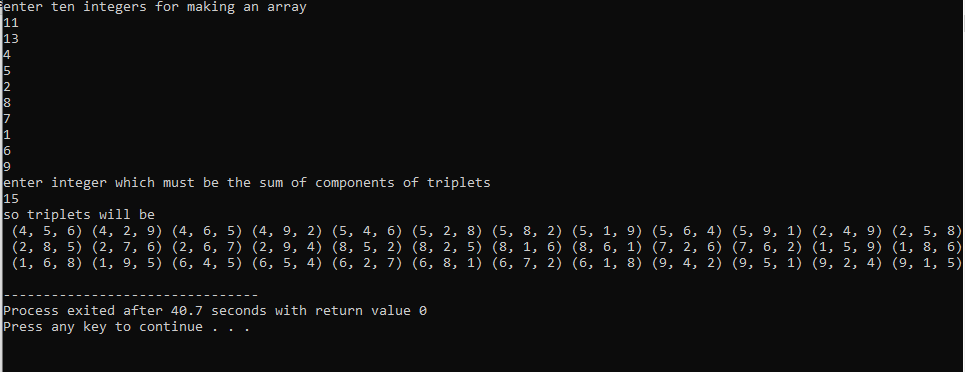 enter ten integers for making an array
11
13
4
5
2
8
7
1
6
9
enter integer which must be the sum of components of triplets
15
so triplets will be
(4, 5, 6) (4, 2, 9) (4, 6, 5) (4, 9, 2) (5, 4, 6) (5, 2, 8) (5, 8, 2) (5, 1, 9) (5, 6, 4) (5, 9, 1) (2, 4, 9) (2, 5, 8)
(2, 8, 5) (2, 7, 6) (2, 6, 7) (2, 9, 4) (8, 5, 2) (8, 2, 5) (8, 1, 6) (8, 6, 1) (7, 2, 6) (7, 6, 2) (1, 5, 9) (1, 8, 6)
(1, 6, 8) (1, 9, 5) (6, 4, 5) (6, 5, 4) (6, 2, 7) (6, 8, 1) (6, 7, 2) (6, 1, 8) (9, 4, 2) (9, 5, 1) (9, 2, 4) (9, 1, 5)
--------------------------------
Process exited after 40.7 seconds with return value 0
Press any key to continue . . .